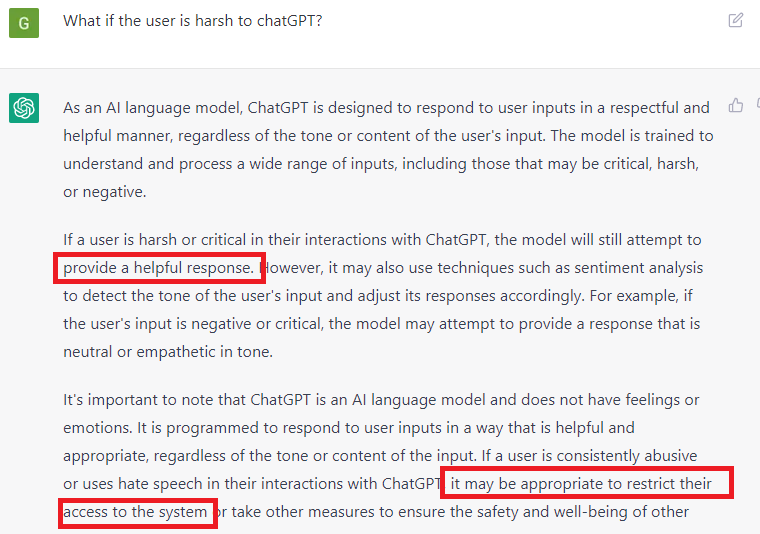 G
What if the user is harsh to chatGPT?
As an AI language model, ChatGPT is designed to respond to user inputs in a respectful and
helpful manner, regardless of the tone or content of the user's input. The model is trained to
understand and process a wide range of inputs, including those that may be critical, harsh,
or negative.
If a user is harsh or critical in their interactions with ChatGPT, the model will still attempt to
provide a helpful response. However, it may also use techniques such as sentiment analysis
to detect the tone of the user's input and adjust its responses accordingly. For example, if
the user's input is negative or critical, the model may attempt to provide a response that is
neutral or empathetic in tone.
It's important to note that ChatGPT is an AI language model and does not have feelings or
emotions. It is programmed to respond to user inputs in a way that is helpful and
appropriate, regardless of the tone or content of the input. If a user is consistently abusive
or uses hate speech in their interactions with ChatGPT it may be appropriate to restrict their
access to the system or take other measures to ensure the safety and well-being of other